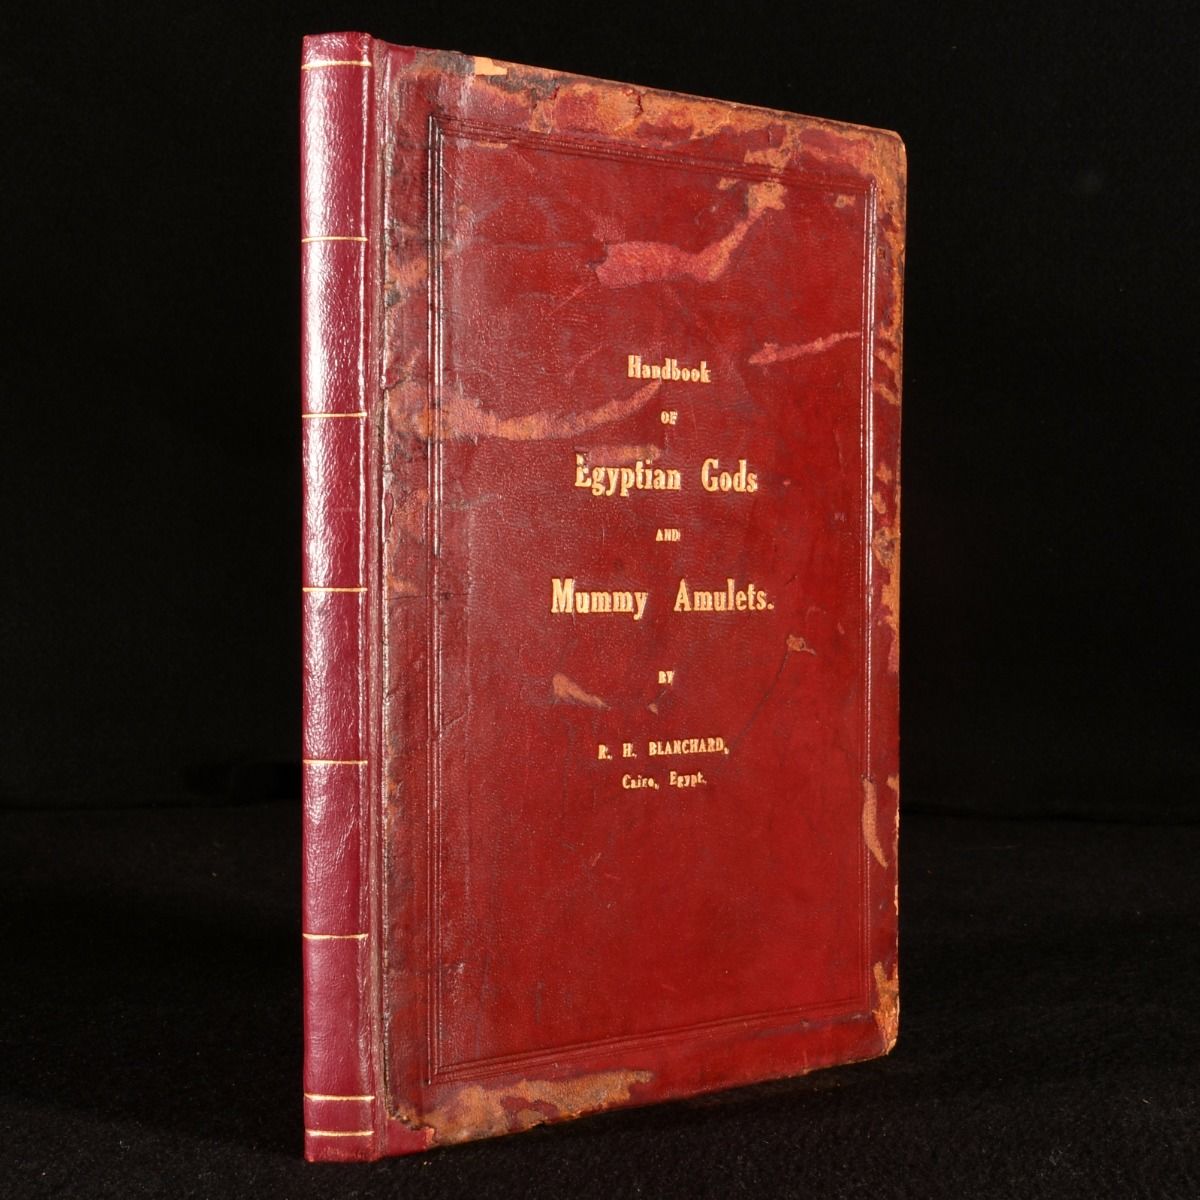 Handbook
OF
Egyptian Gods
AND
Mummy Amulets.
BY
R. H. BLANCHARD,
Cairo, Egypt.